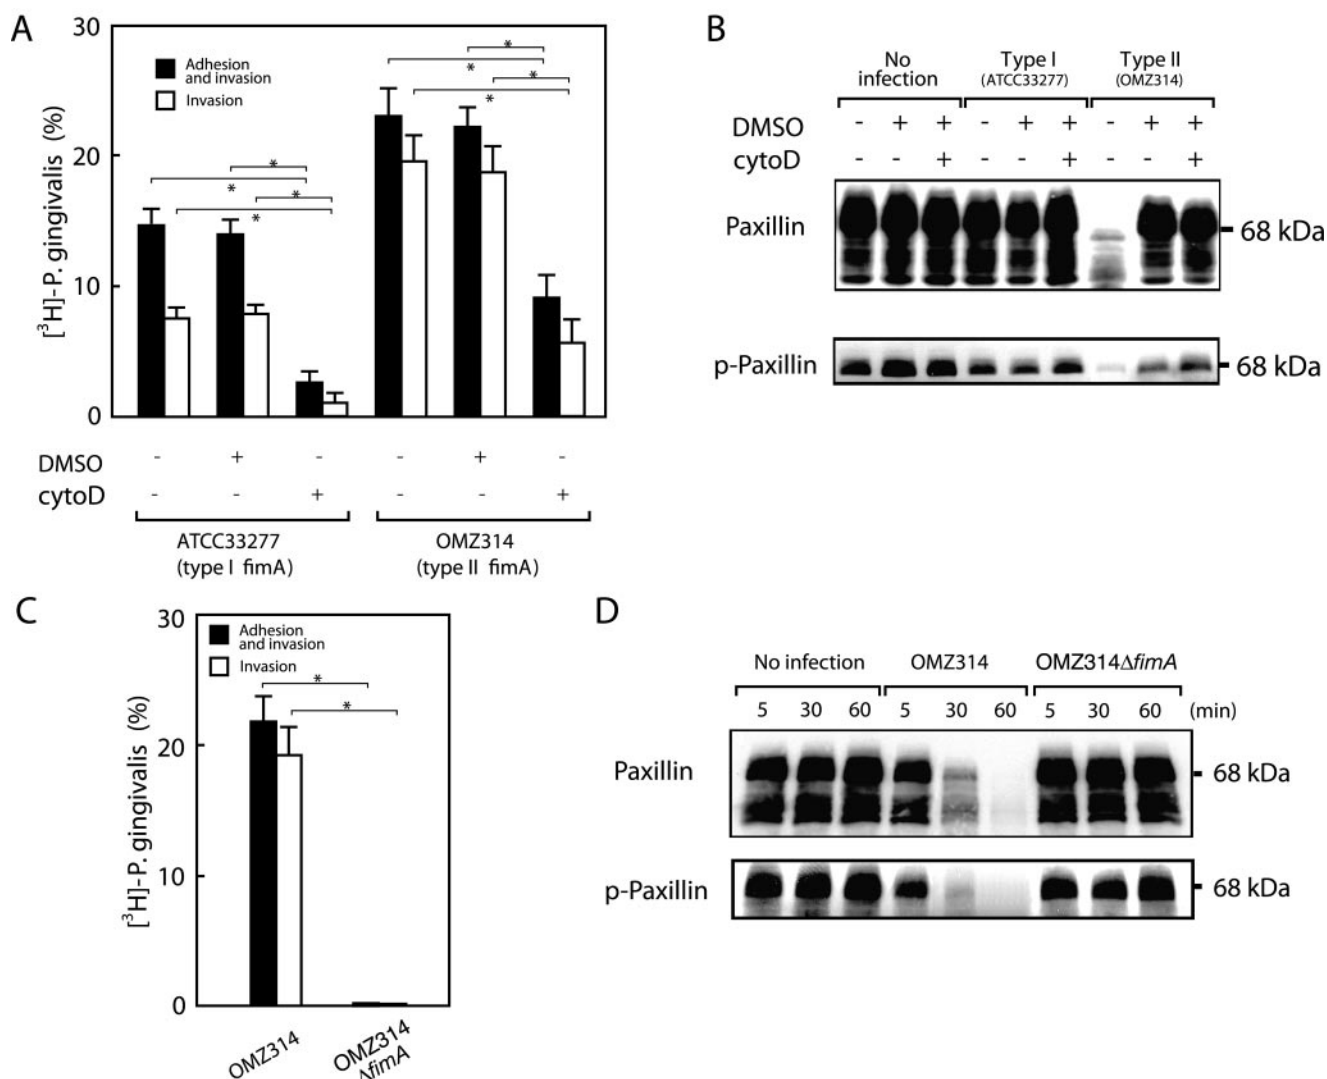 A
30
20
10
0
[³H]-P. gingivalis (%)
Adhesion
and invasion
Invasion
* * * * * * * *
DMSO - + - - + -
cytoD - - + - - +
ATCC33277
(type I fimA)
OMZ314
(type II fimA)
B
No
infection
Type I
(ATCC33277)
Type II
(OMZ314)
DMSO - + + - + + - + +
cytoD - - + - - + - - +
Paxillin
68 kDa
p-Paxillin
68 kDa
C
30
20
10
0
[³H]-P. gingivalis (%)
Adhesion
and invasion
Invasion
*
*
OMZ314
OMZ314
ΔfimA
D
No infection
OMZ314
OMZ314ΔfimA
5 30 60 5 30 60 5 30 60 (min)
Paxillin
68 kDa
p-Paxillin
68 kDa